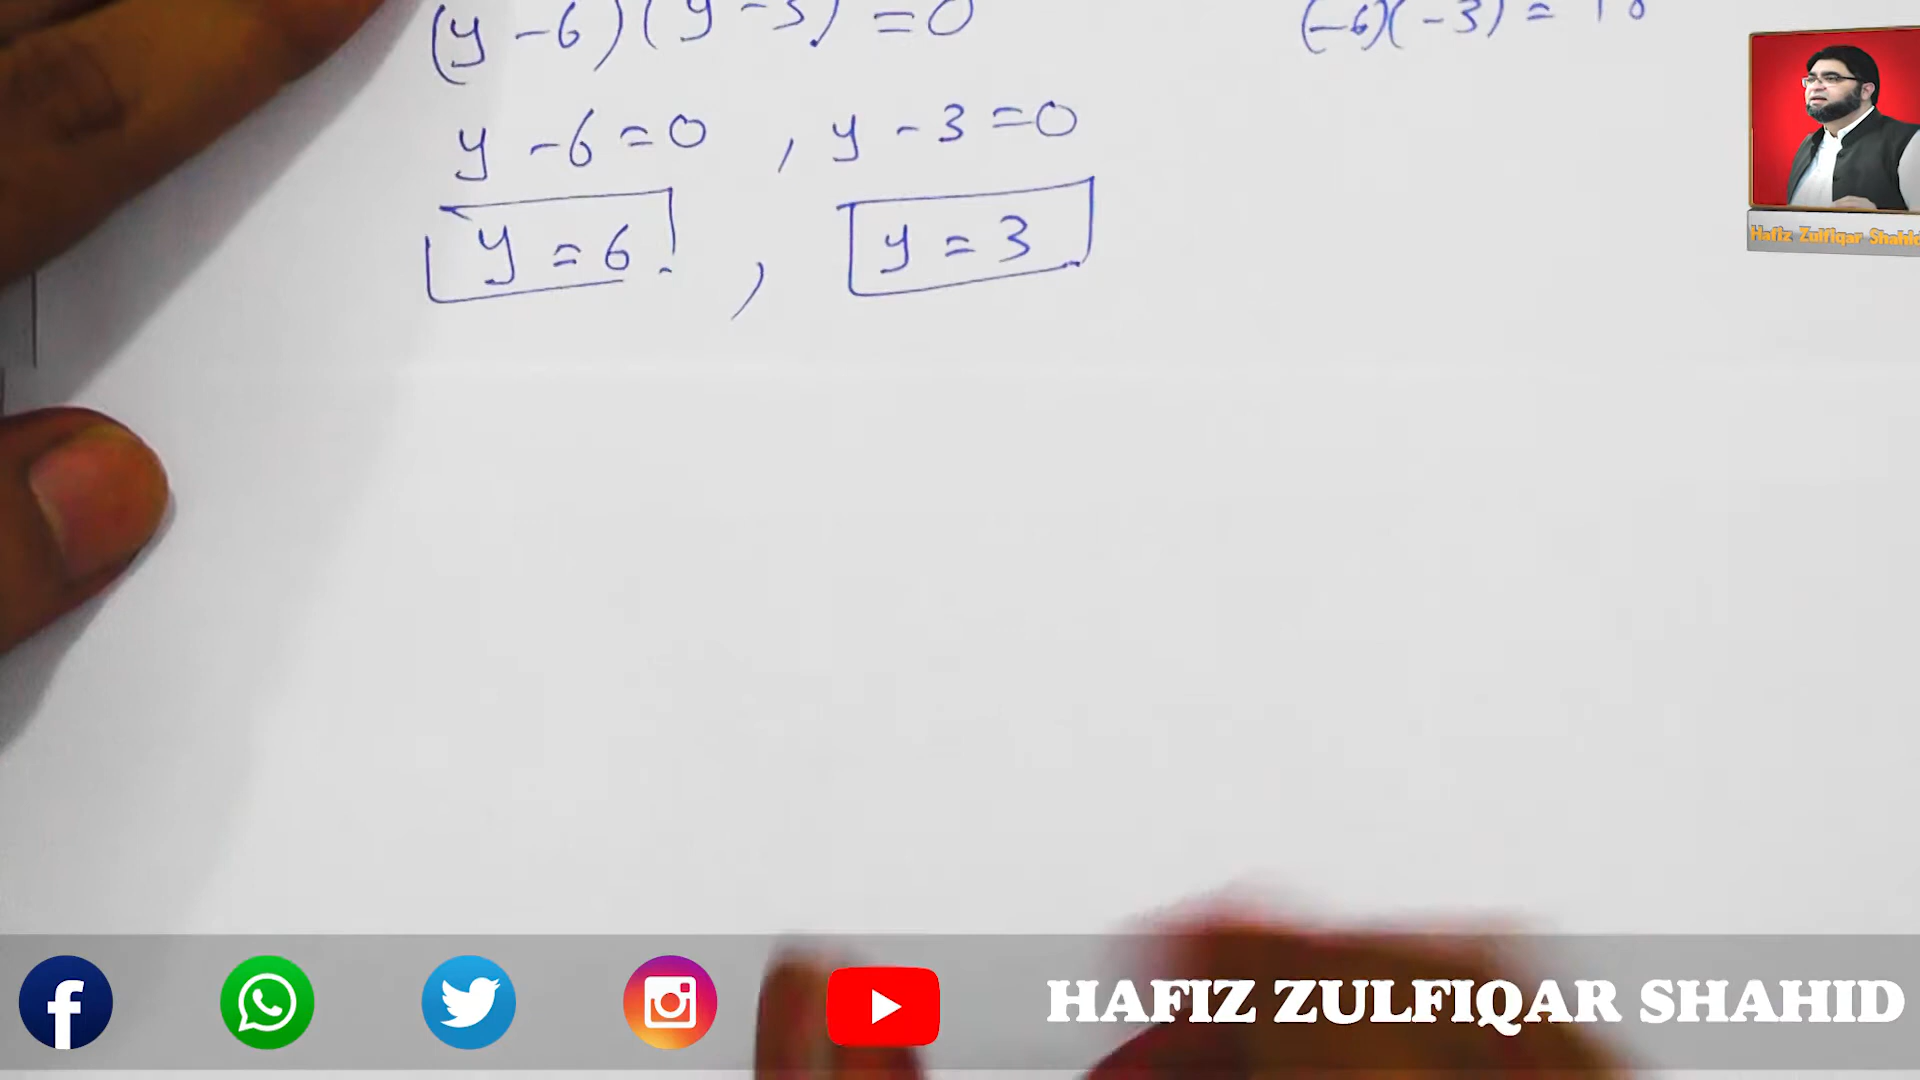 (y - 6)(y - 3) = 0
(-6)(-3) = 18
y - 6 = 0 , y - 3 = 0
y = 6 , y = 3
Hafiz Zulfiqar Shahid
HAFIZ ZULFIQAR SHAHID